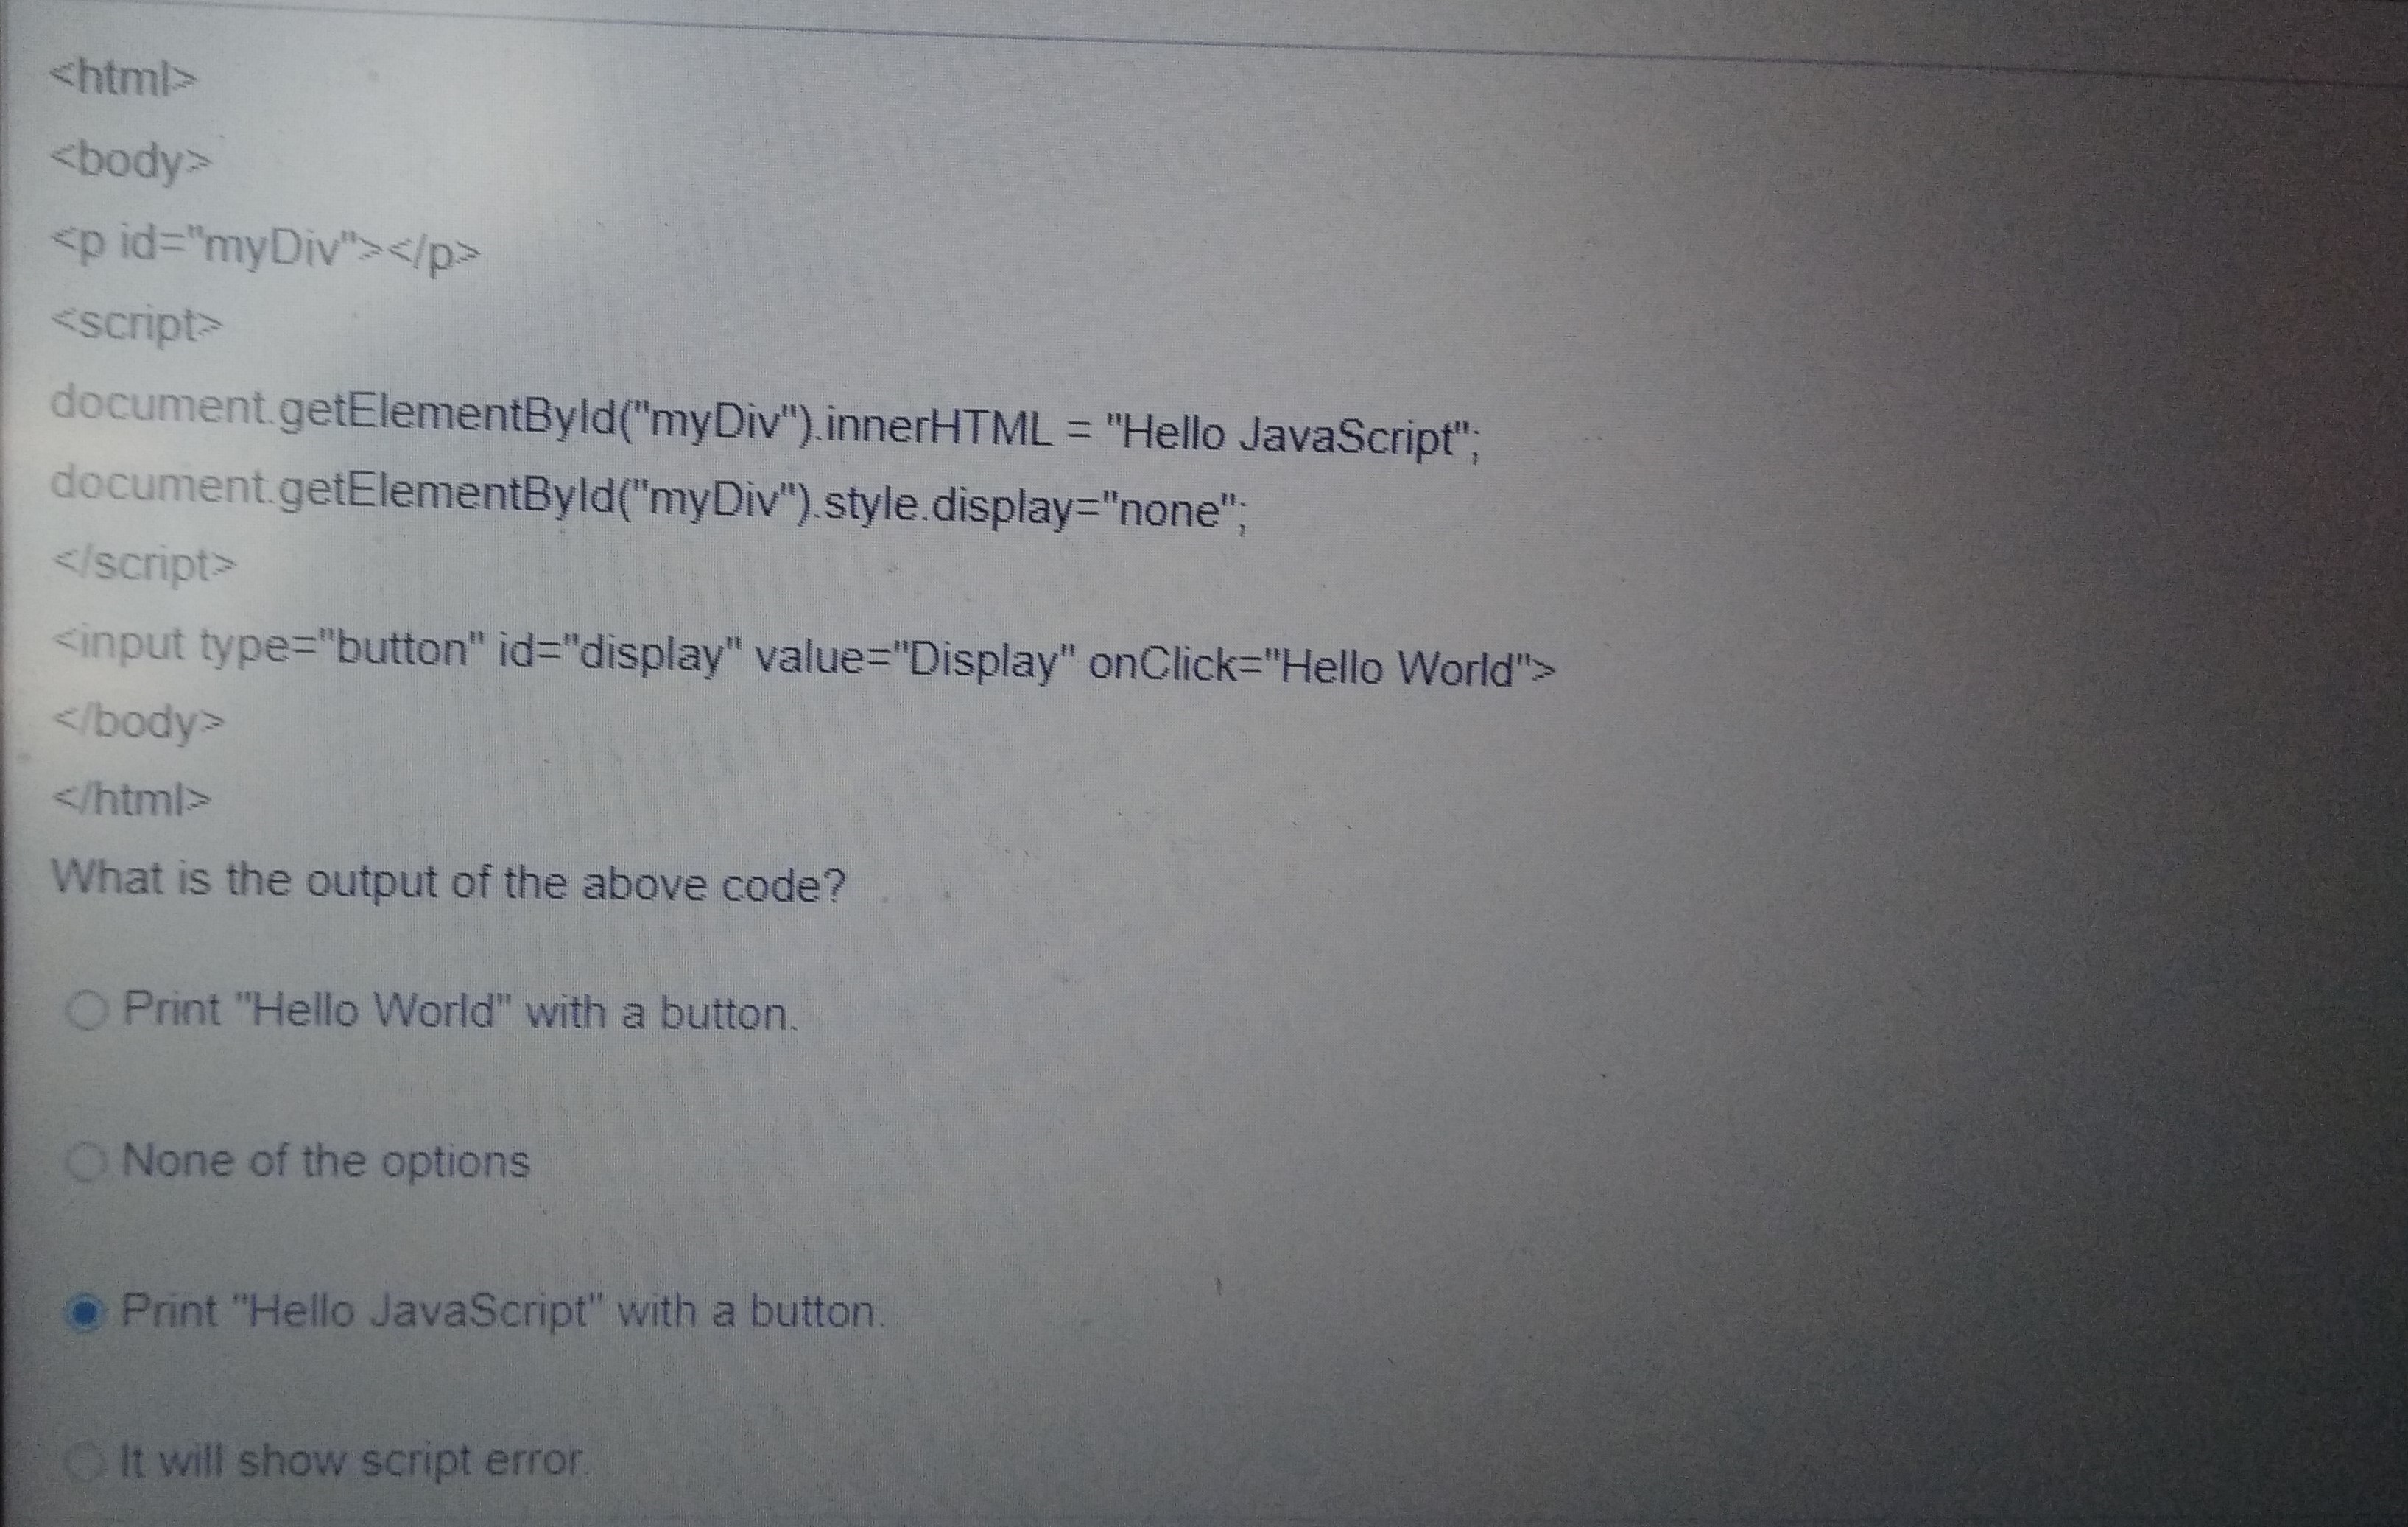 <html>
<body>
<p id="myDiv"></p>
<script>
document.getElementById("myDiv").innerHTML = "Hello JavaScript";
document.getElementById("myDiv").style.display="none";
</script>
<input type="button" id="display" value="Display" onClick="Hello World">
</body>
</html>
What is the output of the above code?
Print "Hello World" with a button.
None of the options
Print "Hello JavaScript" with a button.
It will show script error.